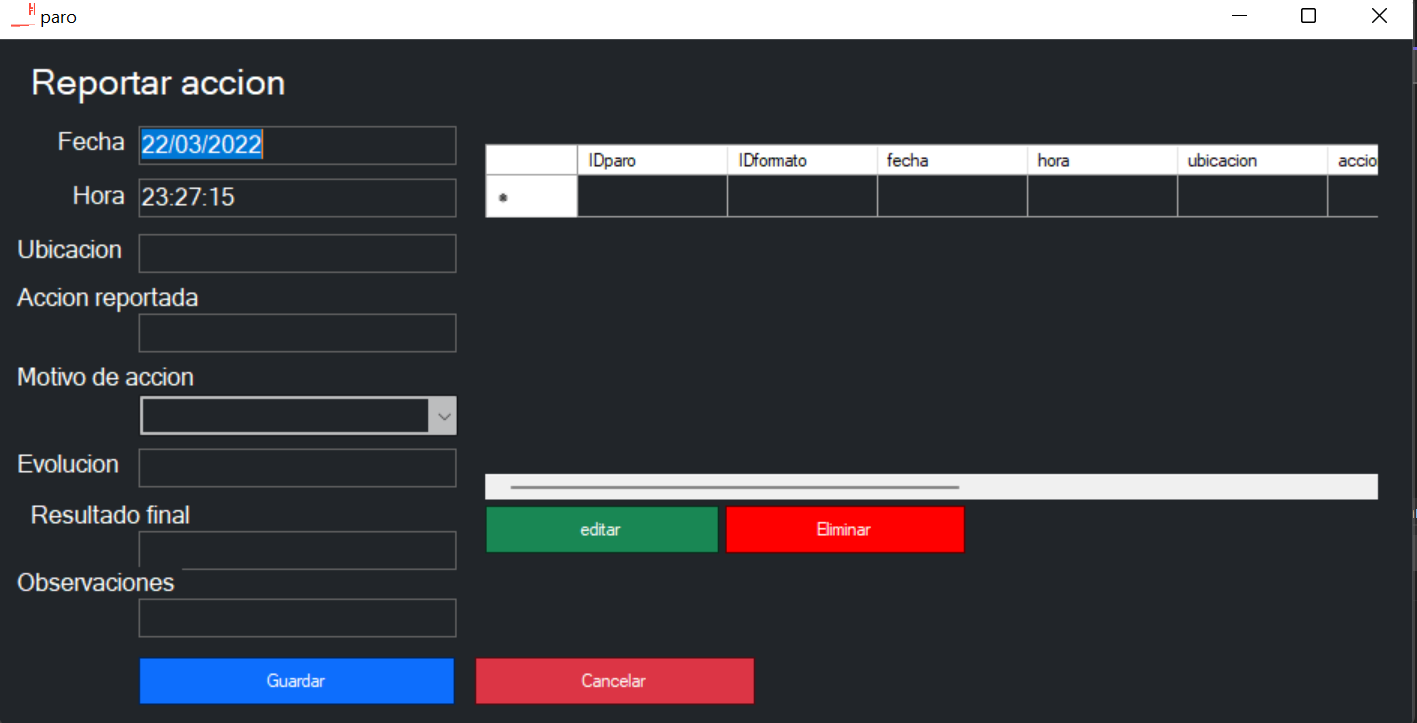 paro
Reportar accion
Fecha 22/03/2022
Hora 23:27:15
Ubicacion
Accion reportada
Motivo de accion
Evolucion
Resultado final
Observaciones
Guardar Cancelar
IDparo IDformato fecha hora ubicacion accio
*
editar Eliminar